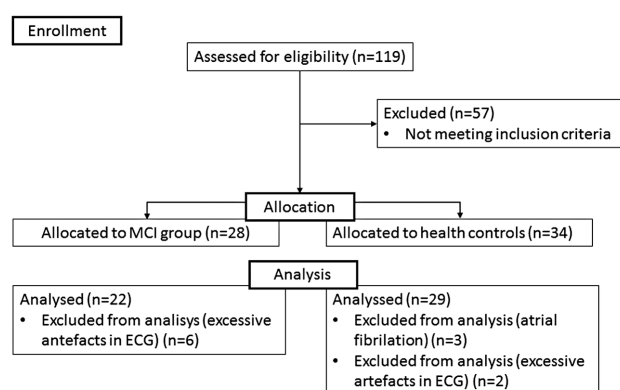 Enrollment
Assessed for eligibility (n=119)
Excluded (n=57)
• Not meeting inclusion criteria
Allocation
Allocated to MCI group (n=28)
Allocated to health controls (n=34)
Analysis
Analysed (n=22)
• Excluded from analisys (excessive
antefacts in ECG) (n=6)
Analyssed (n=29)
• Excluded from analysis (atrial
fibrilation) (n=3)
• Excluded from analysis (excessive
artefacts in ECG) (n=2)